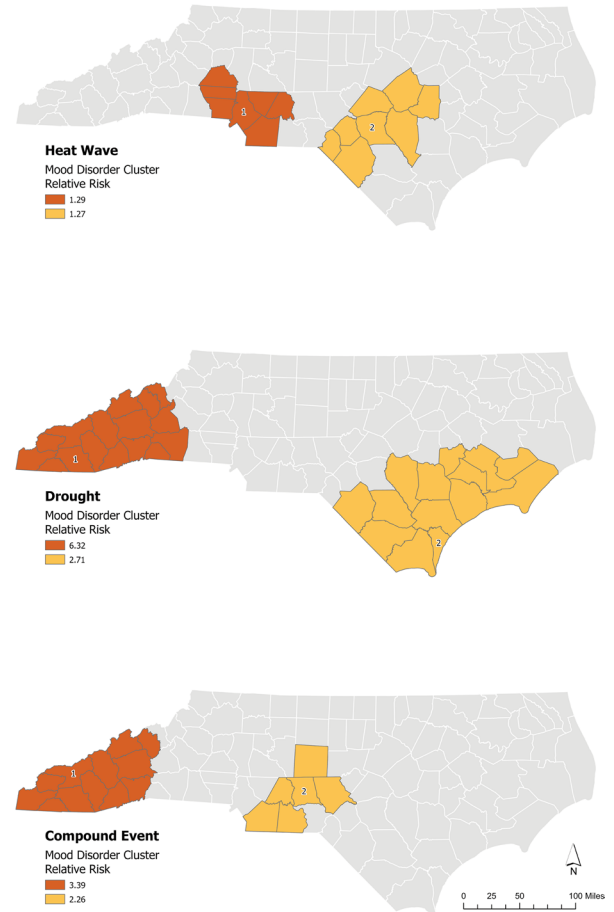 1
2
Heat Wave
Mood Disorder Cluster
Relative Risk
1.29
1.27
1
2
Drought
Mood Disorder Cluster
Relative Risk
6.32
2.71
1
2
Compound Event
Mood Disorder Cluster
Relative Risk
3.39
2.26
N
0 25 50 100 Miles